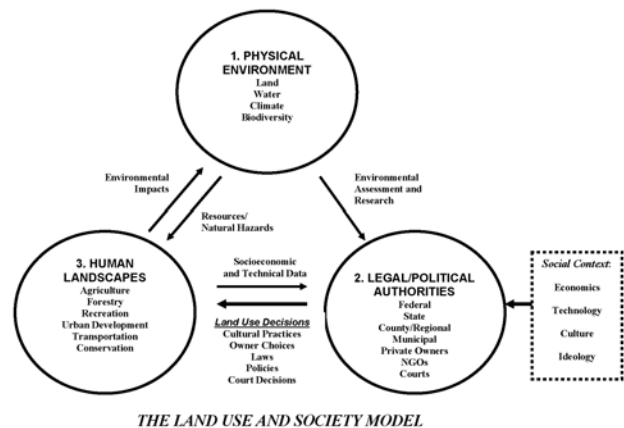 1. PHYSICAL
ENVIRONMENT
Land
Water
Climate
Biodiversity
Environmental
Impacts
Resources/
Natural Hazards
Environmental
Assessment and
Research
3. HUMAN
LANDSCAPES
Agriculture
Forestry
Recreation
Urban Development
Transportation
Conservation
Socioeconomic
and Technical Data
Land Use Decisions
Cultural Practices
Owner Choices
Laws
Policies
Court Decisions
2. LEGAL/POLITICAL
AUTHORITIES
Federal
State
County/Regional
Municipal
Private Owners
NGOs
Courts
Social Context:
Economics
Technology
Culture
Ideology
THE LAND USE AND SOCIETY MODEL